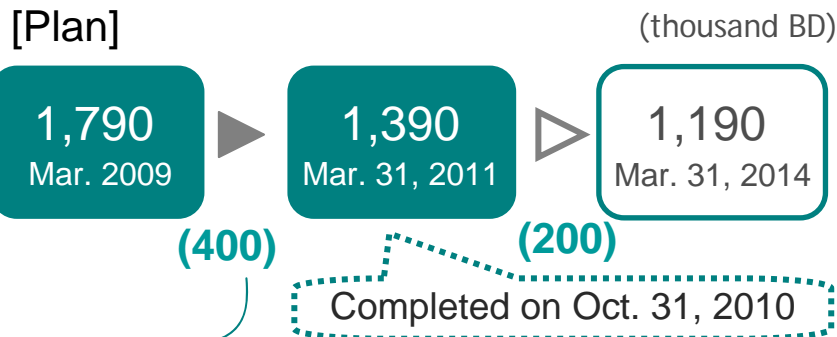 [Plan]
(thousand BD)
1,790
Mar. 2009
1,390
Mar. 31, 2011
1,190
Mar. 31, 2014
(400)
(200)
Completed on Oct. 31, 2010